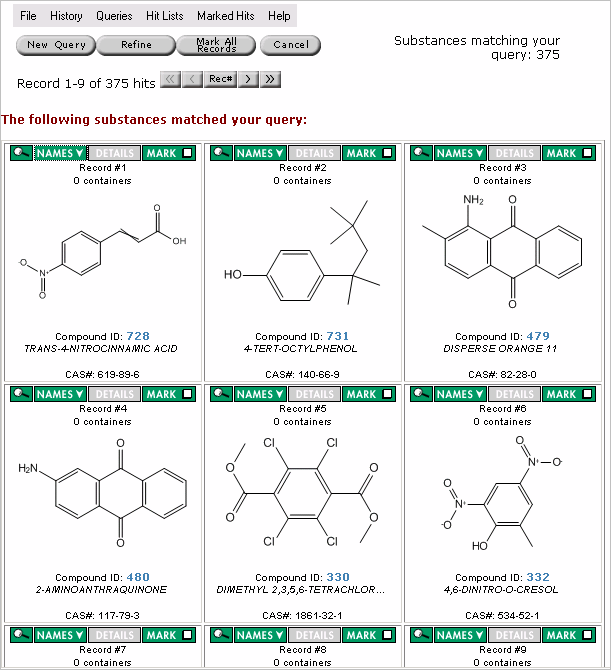 File History Queries Hit Lists Marked Hits Help
New Query Refine Mark All Records Cancel
Substances matching your
query: 375
Record 1-9 of 375 hits Rec#
The following substances matched your query:
NAMES DETAILS MARK NAMES DETAILS MARK NAMES DETAILS MARK
Record #1 Record #2 Record #3
0 containers 0 containers 0 containers
O OH -O N+ O
HO
NH2 O O
Compound ID: 728 Compound ID: 731 Compound ID: 479
TRANS-4-NITROCINNAMIC ACID 4-TERT-OCTYLPHENOL DISPERSE ORANGE 11
CAS#: 619-89-6 CAS#: 140-66-9 CAS#: 82-28-0
NAMES DETAILS MARK NAMES DETAILS MARK NAMES DETAILS MARK
Record #4 Record #5 Record #6
0 containers 0 containers 0 containers
H2N O O
O Cl Cl O O Cl Cl O
O N+ O- O N+ O- HO
Compound ID: 480 Compound ID: 330 Compound ID: 332
2-AMINOANTHRAQUINONE DIMETHYL 2,3,5,6-TETRACHLOR... 4,6-DINITRO-O-CRESOL
CAS#: 117-79-3 CAS#: 1861-32-1 CAS#: 534-52-1
NAMES DETAILS MARK NAMES DETAILS MARK NAMES DETAILS MARK
Record #7 Record #8 Record #9
0 containers 0 containers 0 containers